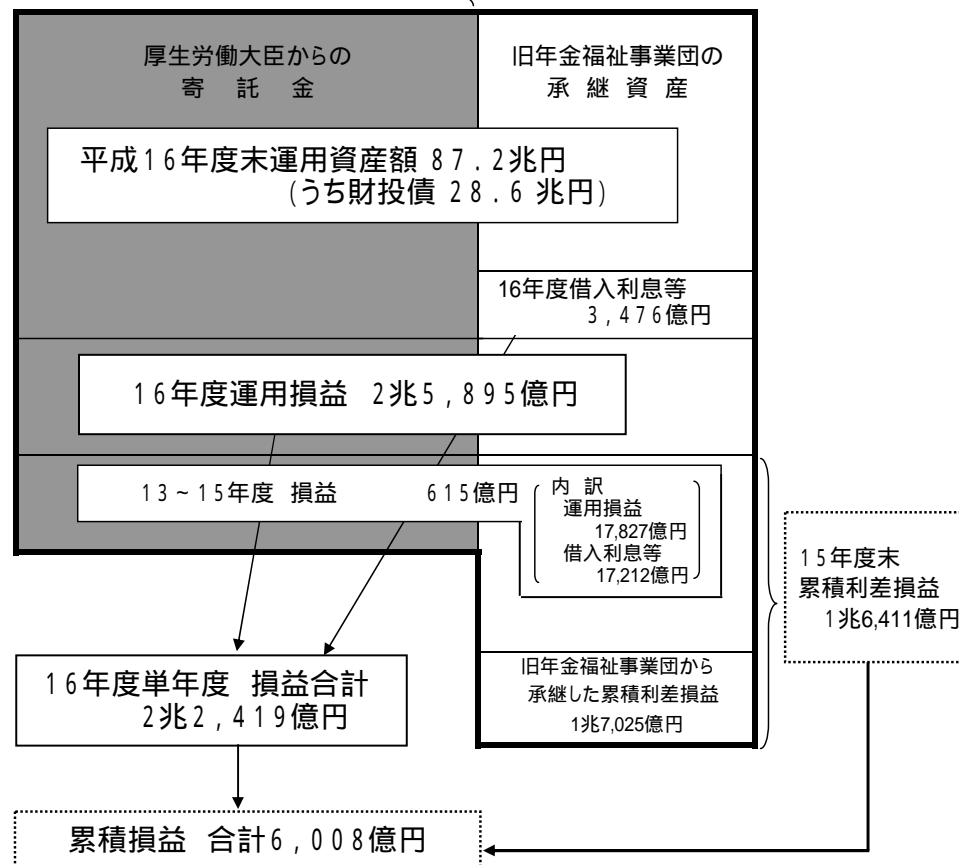 厚生労働大臣からの
寄 託 金
旧年金福祉事業団の
承 継 資 産
平成16年度末運用資産額 87.2兆円
(うち財投債 28.6 兆円)
16年度借入利息等
3,476億円
16年度運用損益 2兆5,895億円
13~15年度 損益 615億円
内 訳
運用損益
17,827億円
借入利息等
17,212億円
15年度末
累積利差損益
1兆6,411億円
16年度単年度 損益合計
2兆2,419億円
旧年金福祉事業団から
承継した累積利差損益
1兆7,025億円
累積損益 合計6,008億円